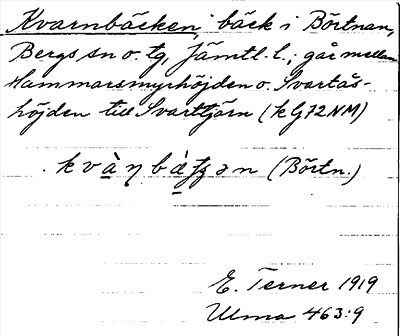 Kvarnbäcken, bäck i Börtnan,
Bergs sn o. tg, Jämtl. l.; går mellan
Hammarsmyrhöjden o. Svartås-
höjden till Svarttjärn (kG72NM)
(Börtn.)
E. Terner 1919
Ulma 463:9